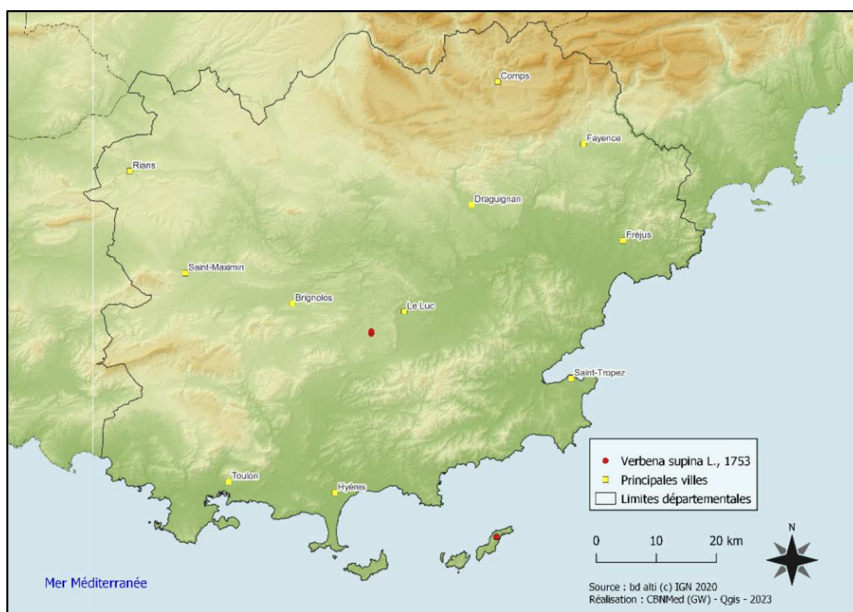 Comps
Fayence
Rians
Draguignan
Fréjus
Saint-Maximin
Brignoles
Le Luc
Saint-Tropez
Verbena supina L., 1753
Principales villes
Limites départementales
Toulon
Hyères
N
0 10 20 km
Mer Méditerranée
Source : bd alti (c) IGN 2020
Réalisation : CBNMed (GW) - Qgis - 2023